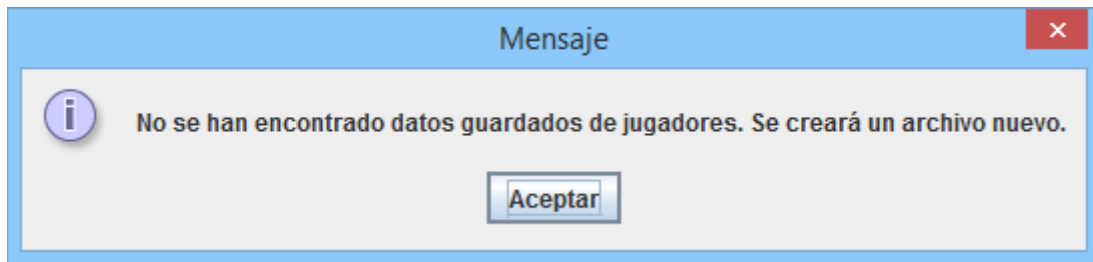 Mensaje
No se han encontrado datos guardados de jugadores. Se creará un archivo nuevo.
Aceptar